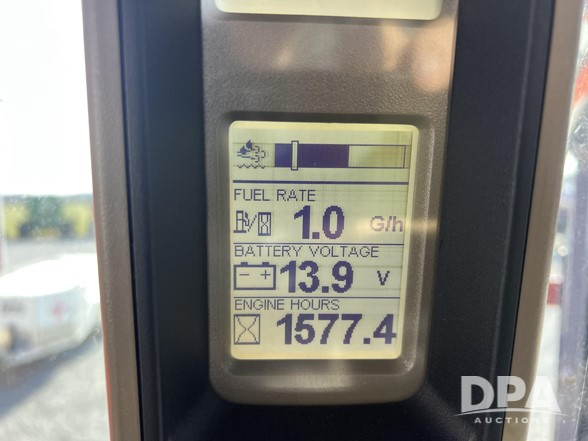 FUEL RATE
1.0 G/h
BATTERY VOLTAGE
13.9 V
ENGINE HOURS
1577.4
DPA
AUCTIONS